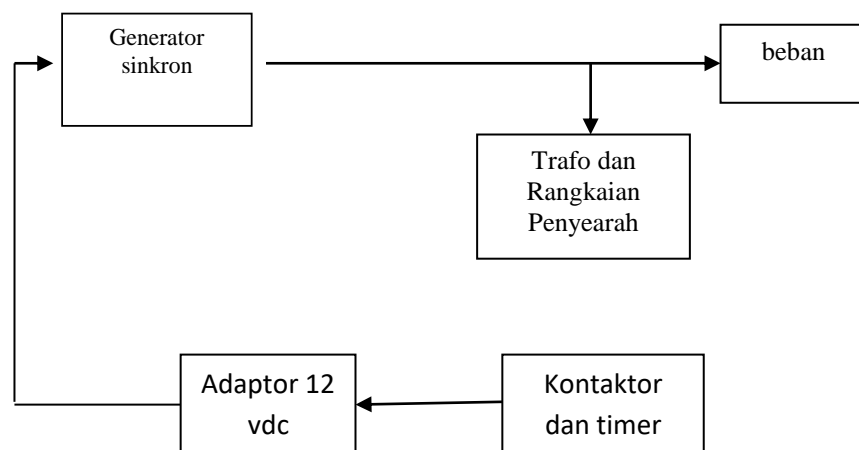 Generator
sinkron
beban
Trafo dan
Rangkaian
Penyearah
Adaptor 12
vdc
Kontaktor
dan timer